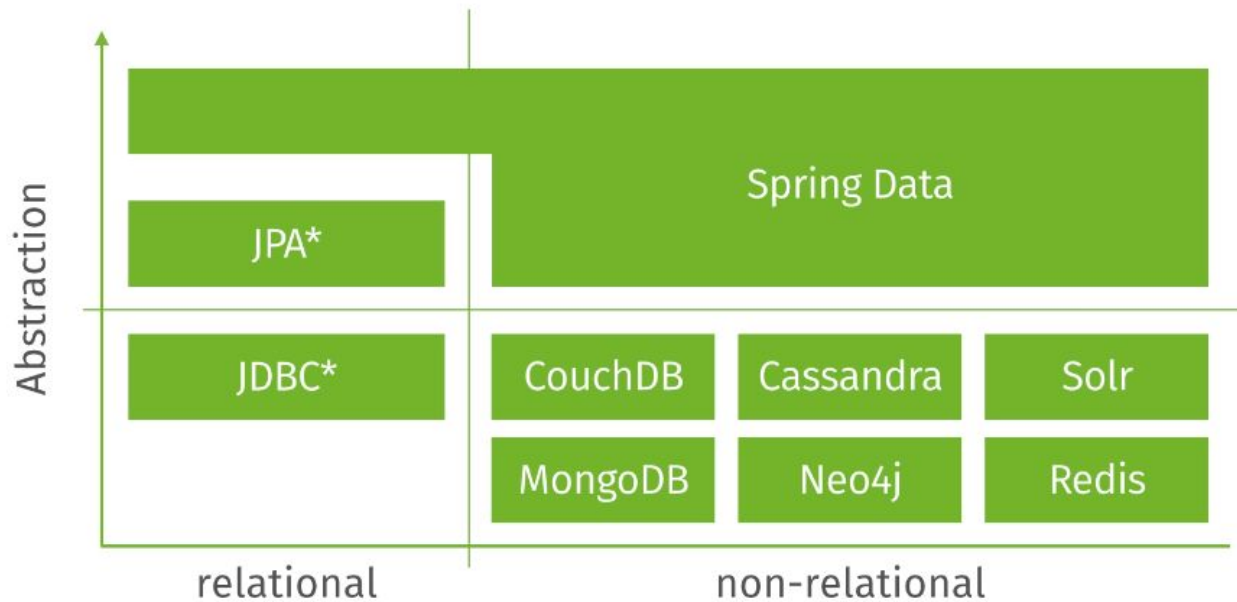 Abstraction
Spring Data
JPA*
JDBC*
CouchDB
Cassandra
Solr
MongoDB
Neo4j
Redis
relational
non-relational